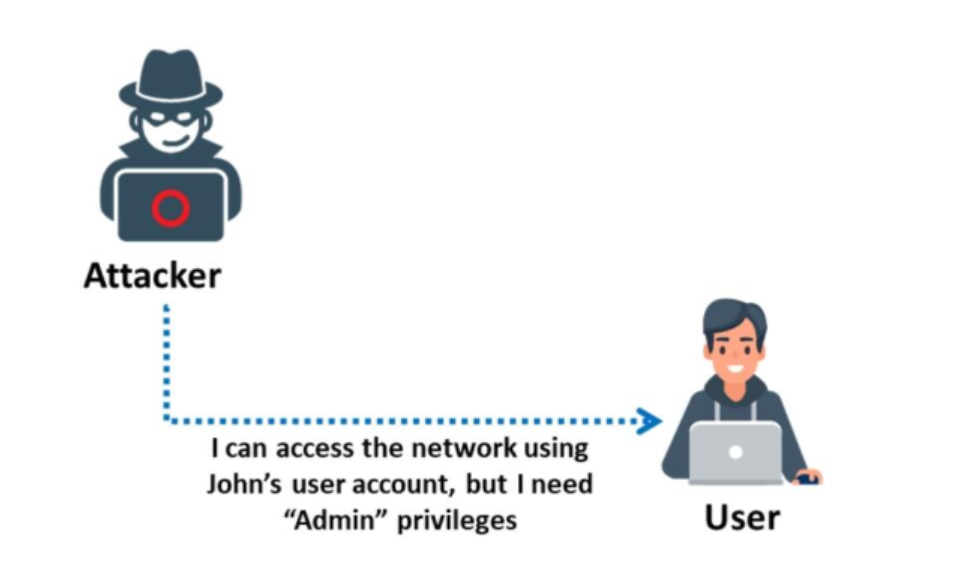 Attacker
I can access the network using
John’s user account, but I need
“Admin” privileges
User